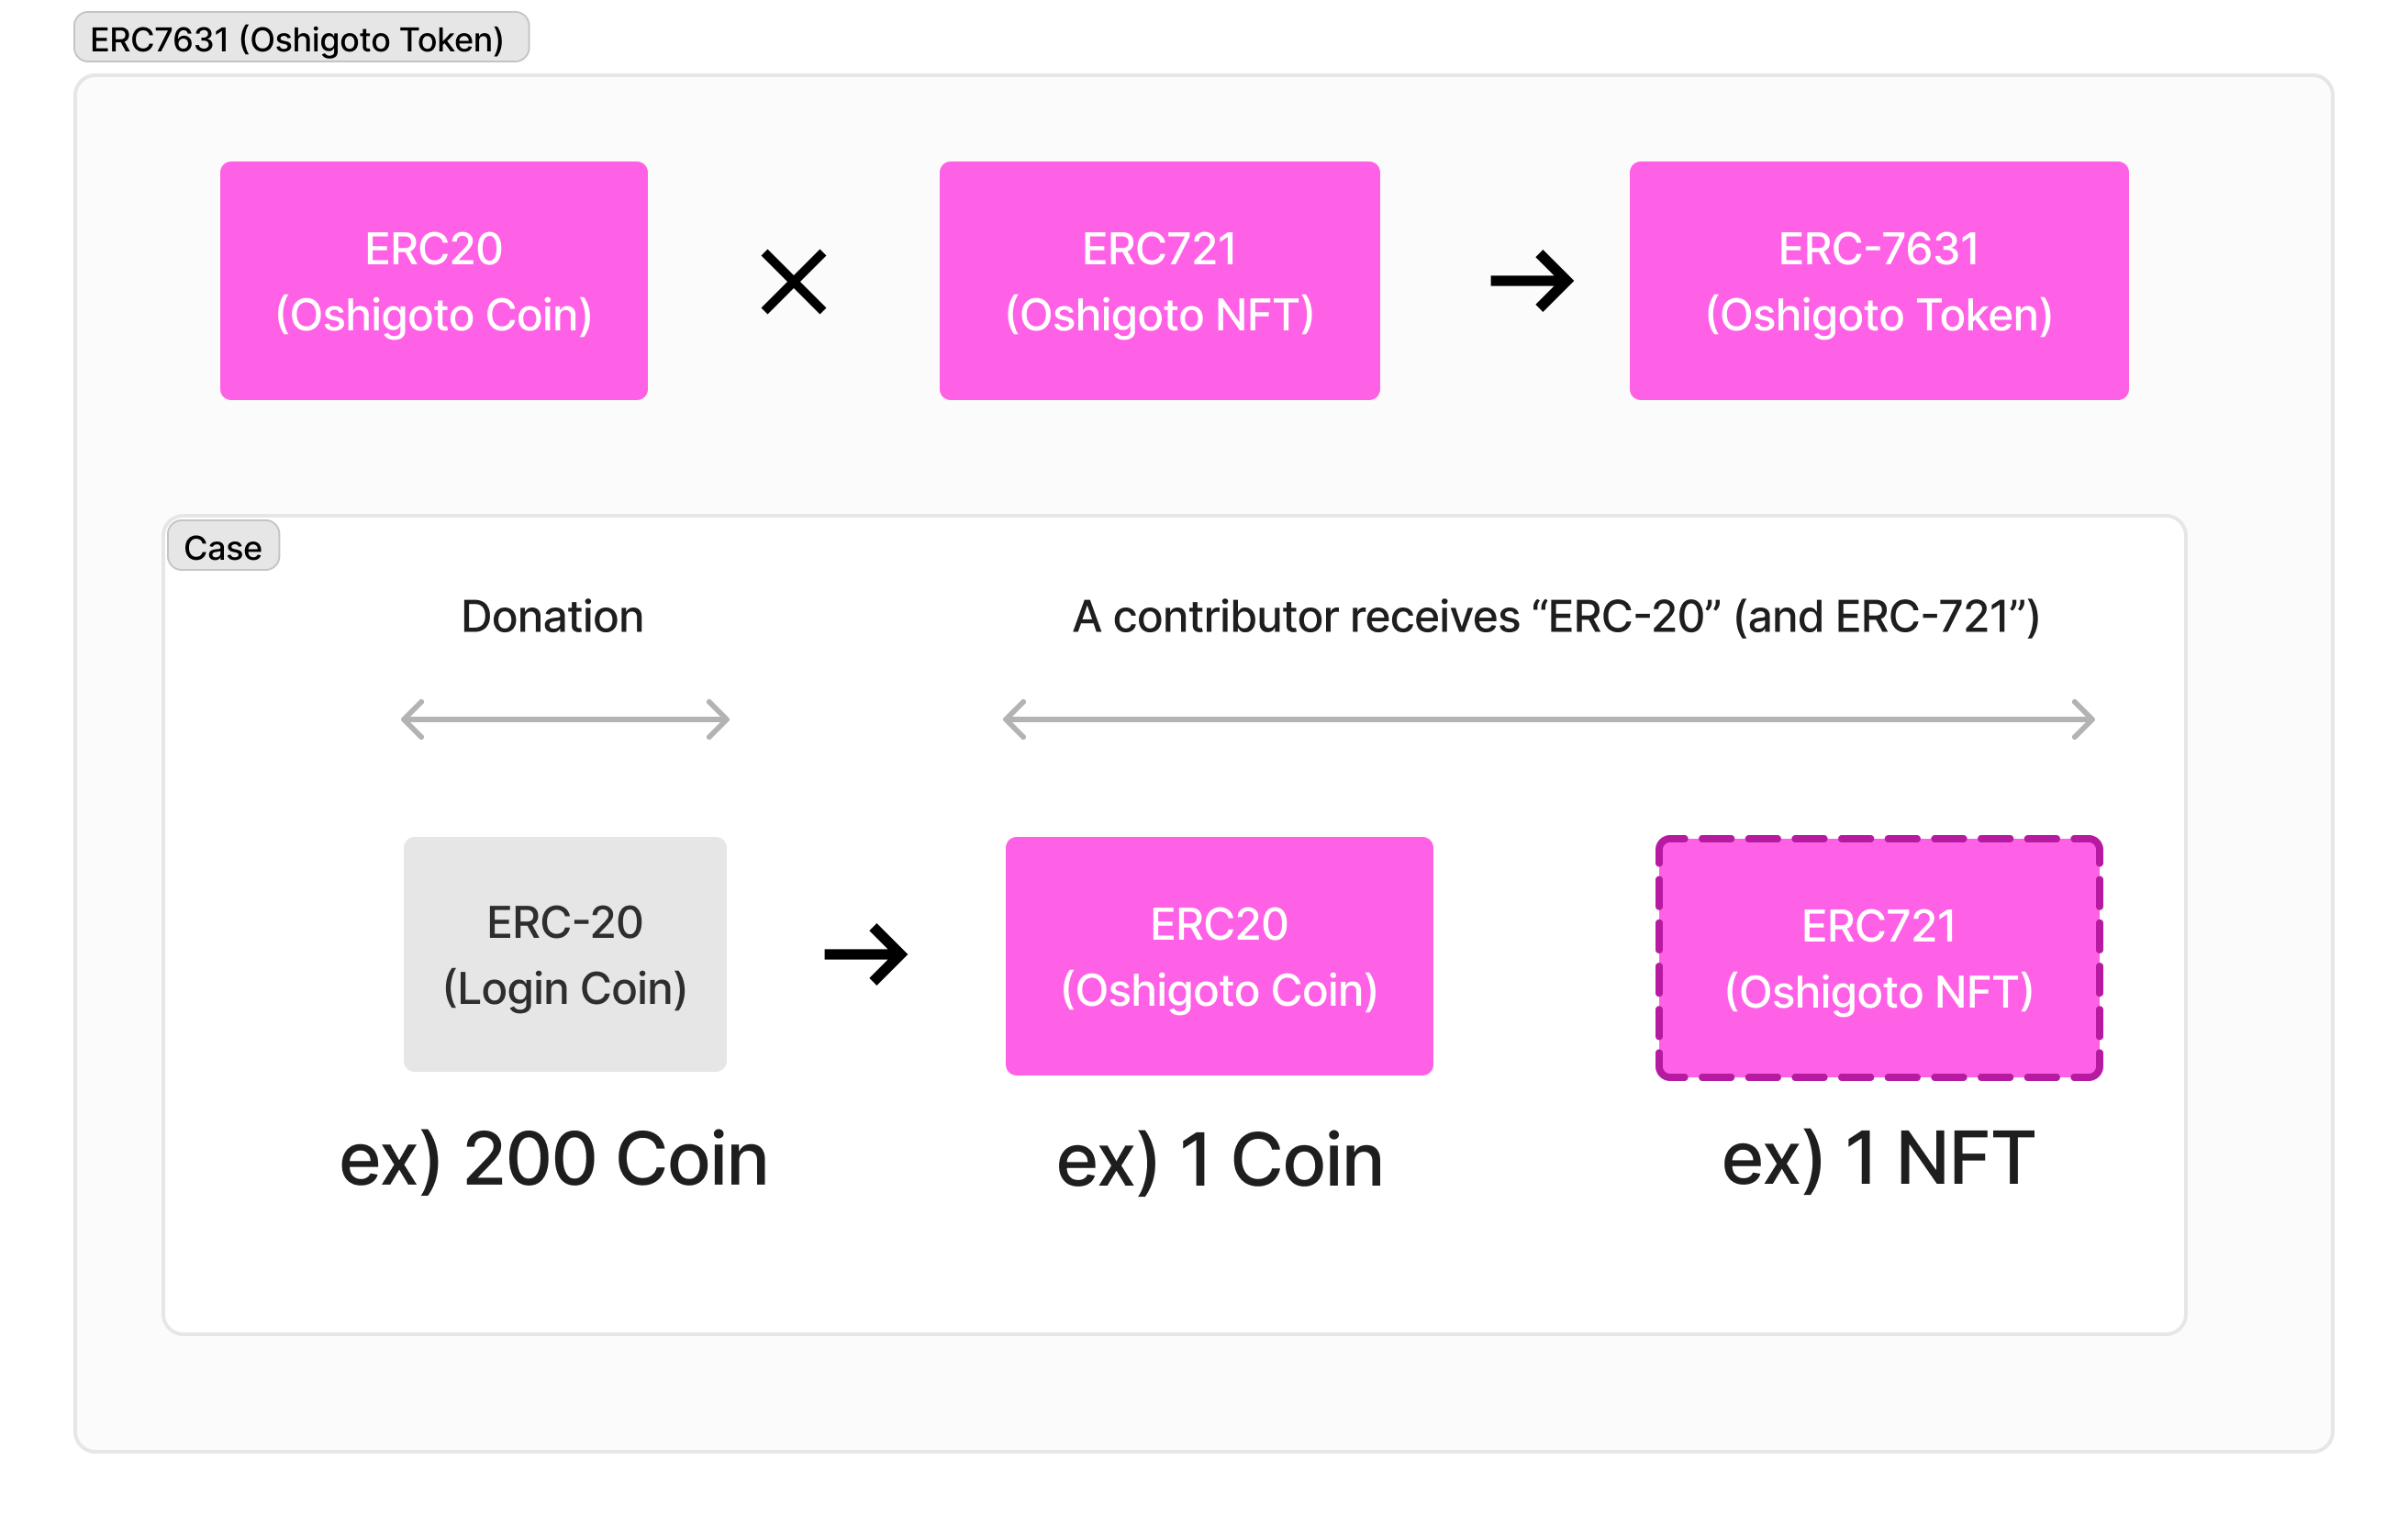 ERC7631 (Oshigoto Token)
ERC20
(Oshigoto Coin)
ERC721
(Oshigoto NFT)
ERC-7631
(Oshigoto Token)
Case
Donation
A contributor receives “ERC-20” (and ERC-721”)
ERC-20
(Login Coin)
ERC20
(Oshigoto Coin)
ERC721
(Oshigoto NFT)
ex) 200 Coin
ex) 1 Coin
ex) 1 NFT